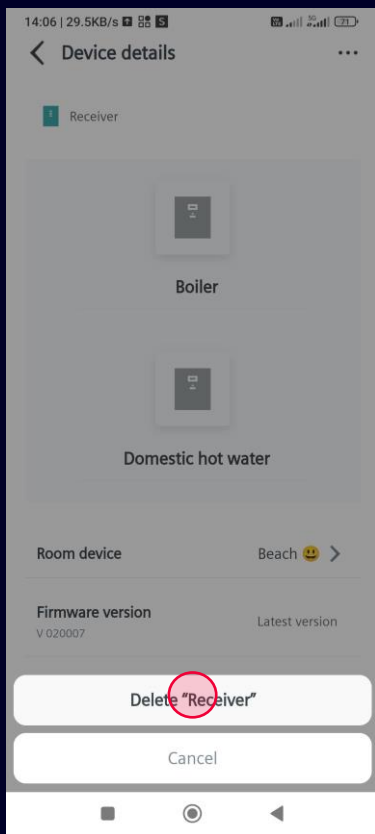 14:06 | 29.5KB/s
Device details
Receiver
Boiler
Domestic hot water
Room device
Beach 😃
Firmware version
V 020007
Latest version
Delete “Receiver”
Cancel